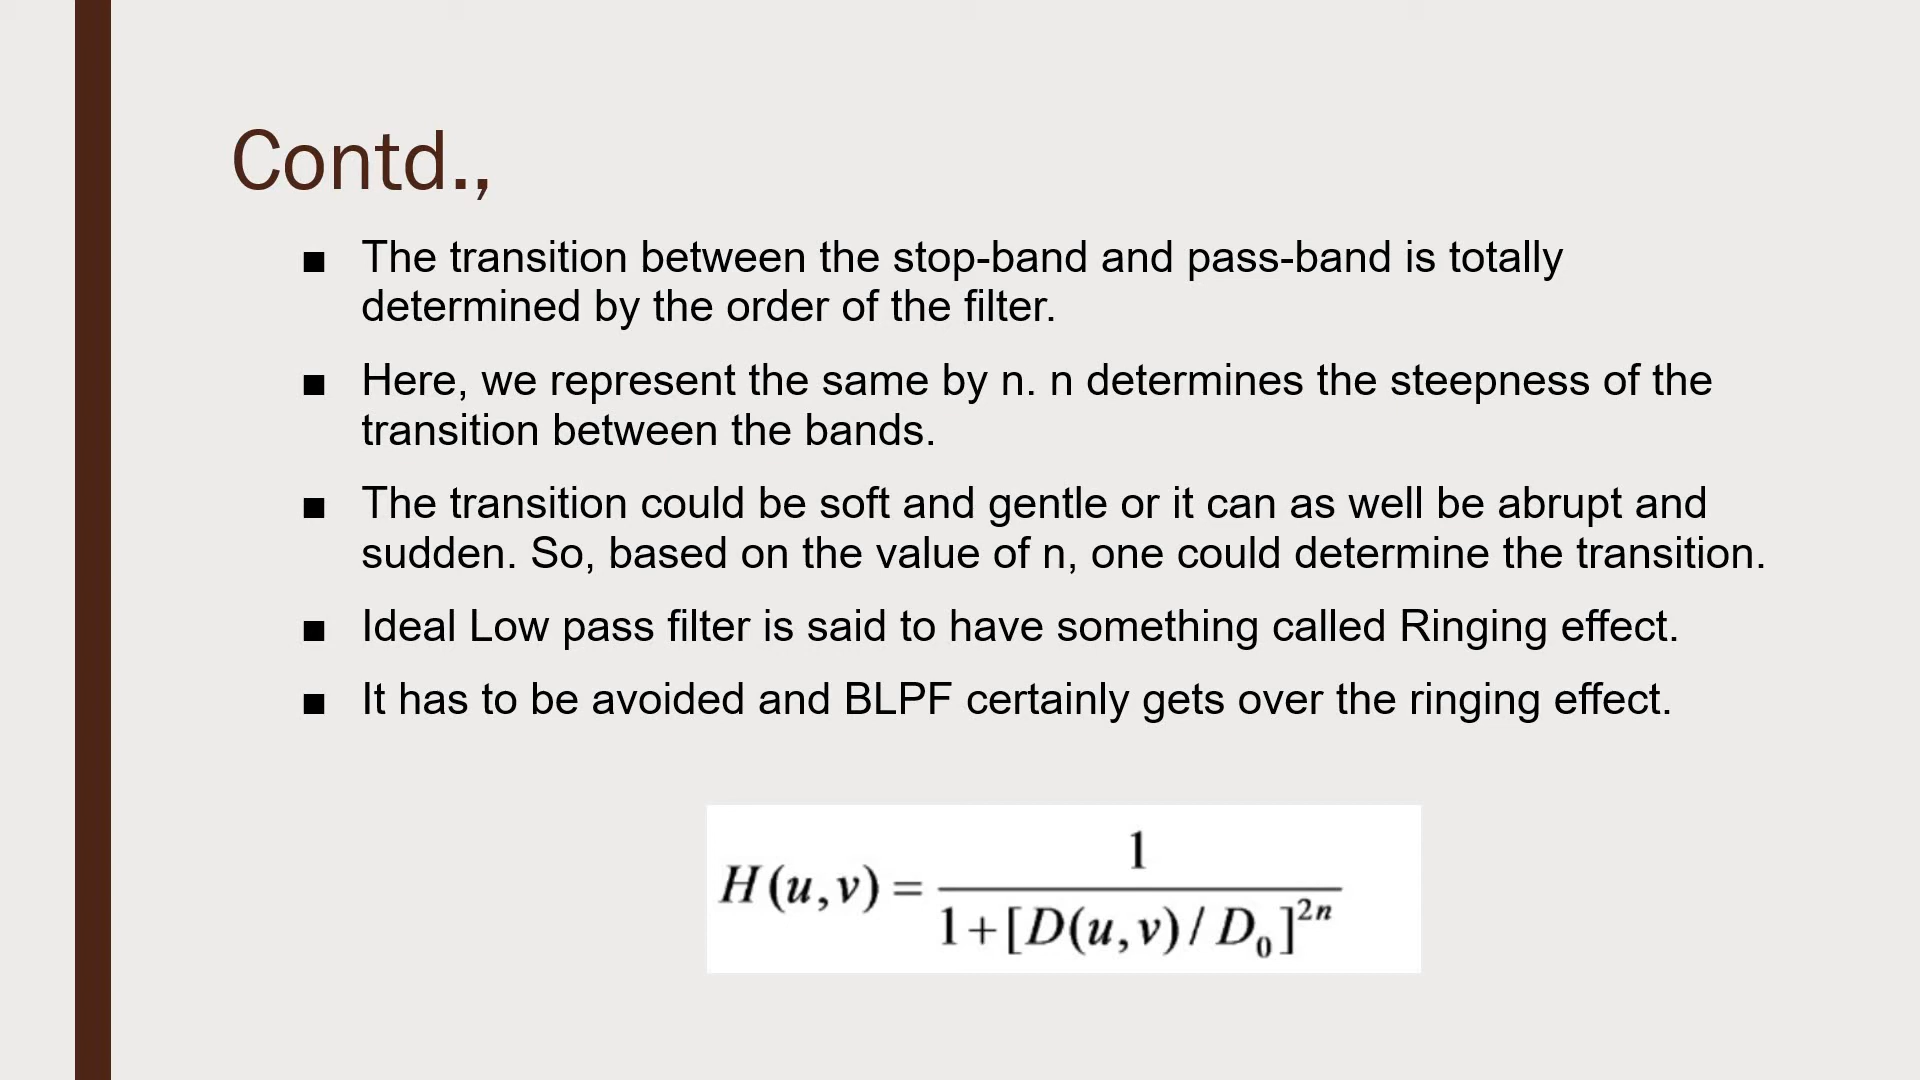 Contd.,
■ The transition between the stop-band and pass-band is totally
determined by the order of the filter.
■ Here, we represent the same by n. n determines the steepness of the
transition between the bands.
■ The transition could be soft and gentle or it can as well be abrupt and
sudden. So, based on the value of n, one could determine the transition.
■ Ideal Low pass filter is said to have something called Ringing effect.
■ It has to be avoided and BLPF certainly gets over the ringing effect.
H(u,v) = 1 / 1+[D(u,v)/D₀]²ⁿ